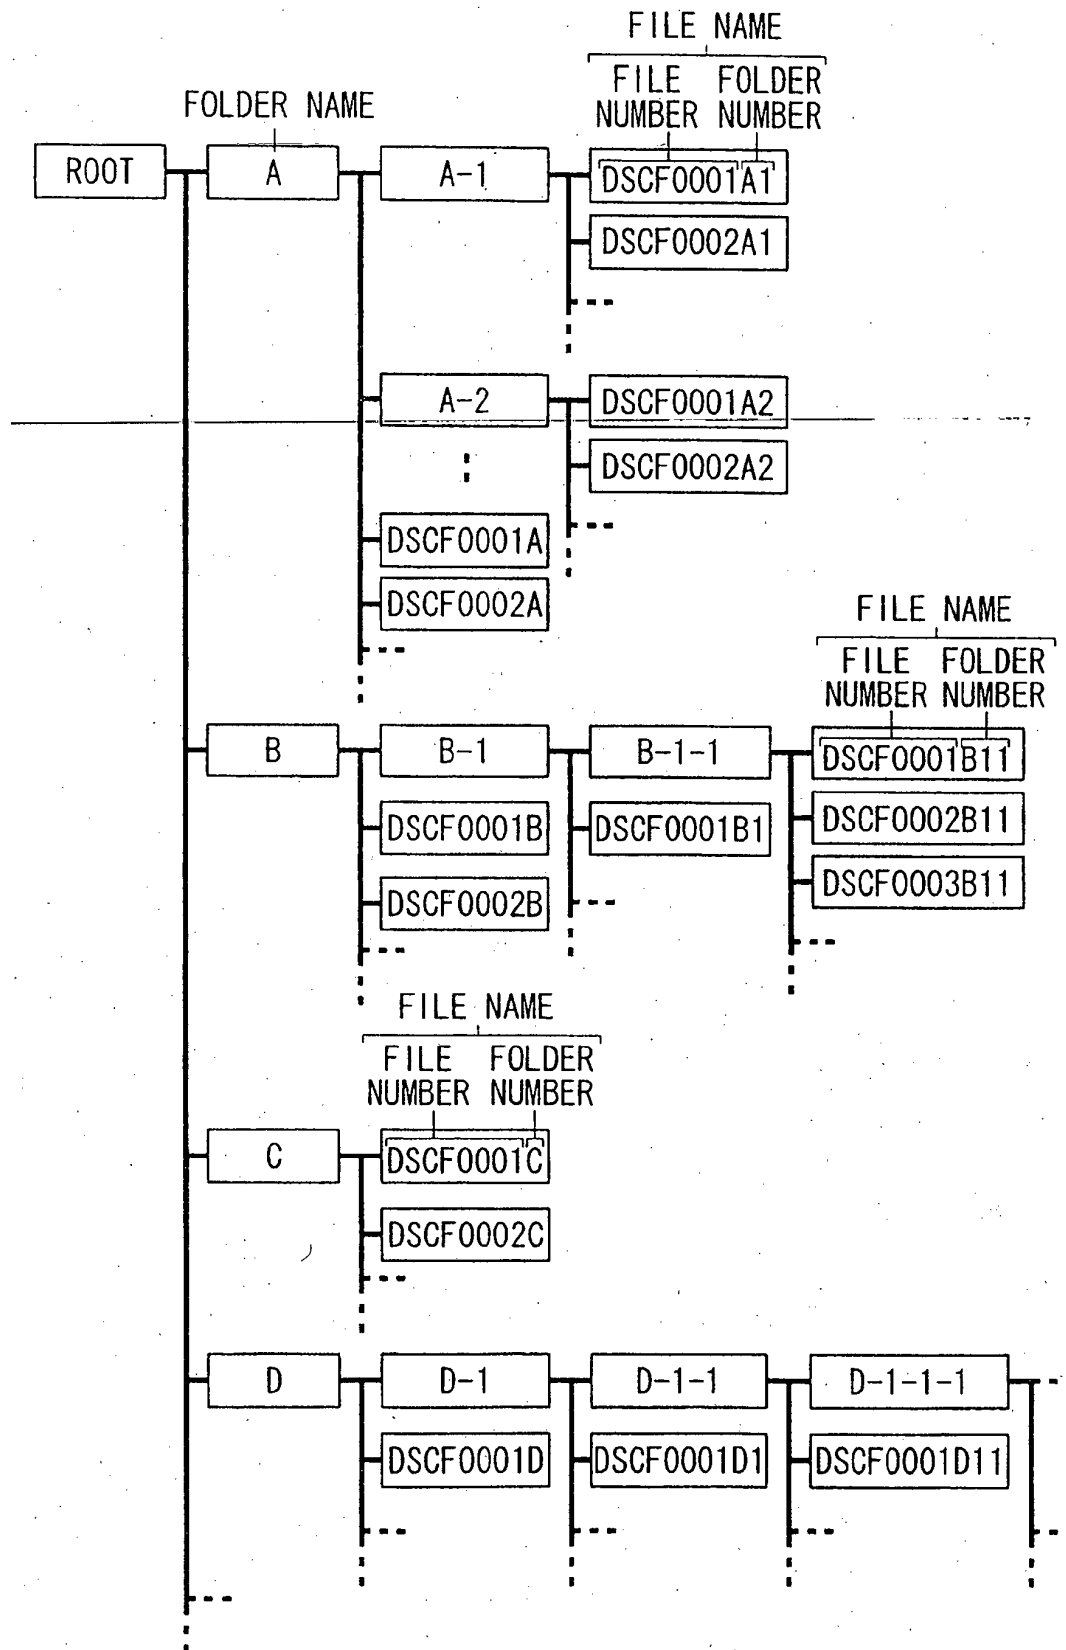 FILE NAME
FILE FOLDER
NUMBER NUMBER
FOLDER NAME
ROOT
A
A-1
DSCF0001A1
DSCF0002A1
A-2
DSCF0001A2
DSCF0002A2
DSCF0001A
DSCF0002A
FILE NAME
FILE FOLDER
NUMBER NUMBER
B
B-1
B-1-1
DSCF0001B11
DSCF0001B
DSCF0001B1
DSCF0002B11
DSCF0003B11
DSCF0002B
FILE NAME
FILE FOLDER
NUMBER NUMBER
C
DSCF0001C
DSCF0002C
D
D-1
D-1-1
D-1-1-1
DSCF0001D
DSCF0001D1
DSCF0001D11